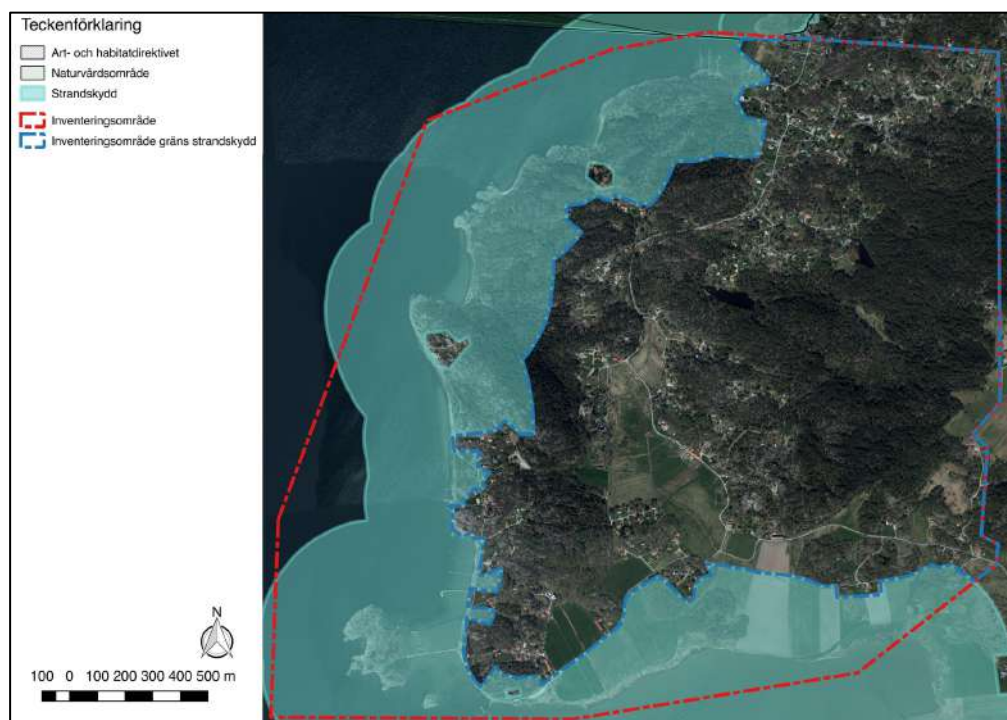 Teckenförklaring
Art- och habitatdirektivet
Naturvårdsområde
Strandskydd
Inventeringsområde
Inventeringsområde gräns strandskydd
N
100 0 100 200 300 400 500 m